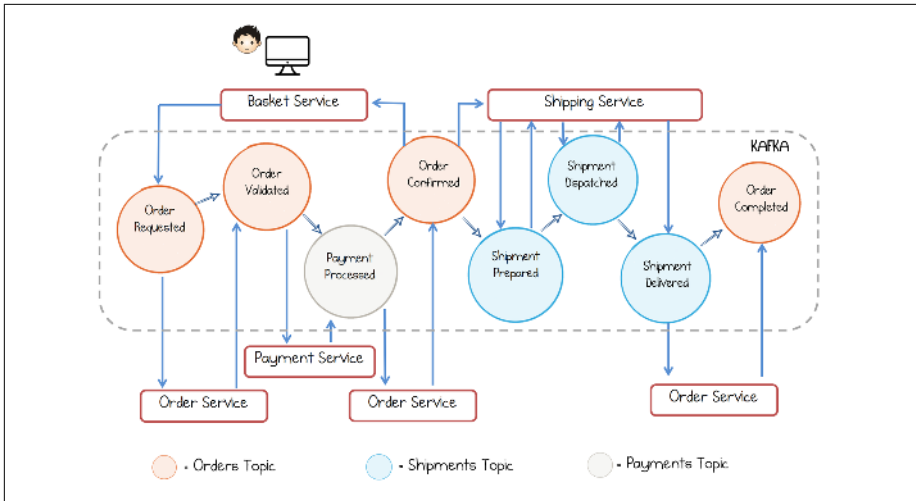 Basket Service
Shipping Service
KAFKA
Order
Requested
Order
Validated
Payment
Processed
Order
Confirmed
Shipment
Prepared
Shipment
Dispatched
Shipment
Delivered
Order
Completed
Payment Service
Order Service
Order Service
Order Service
- Orders Topic
- Shipments Topic
- Payments Topic